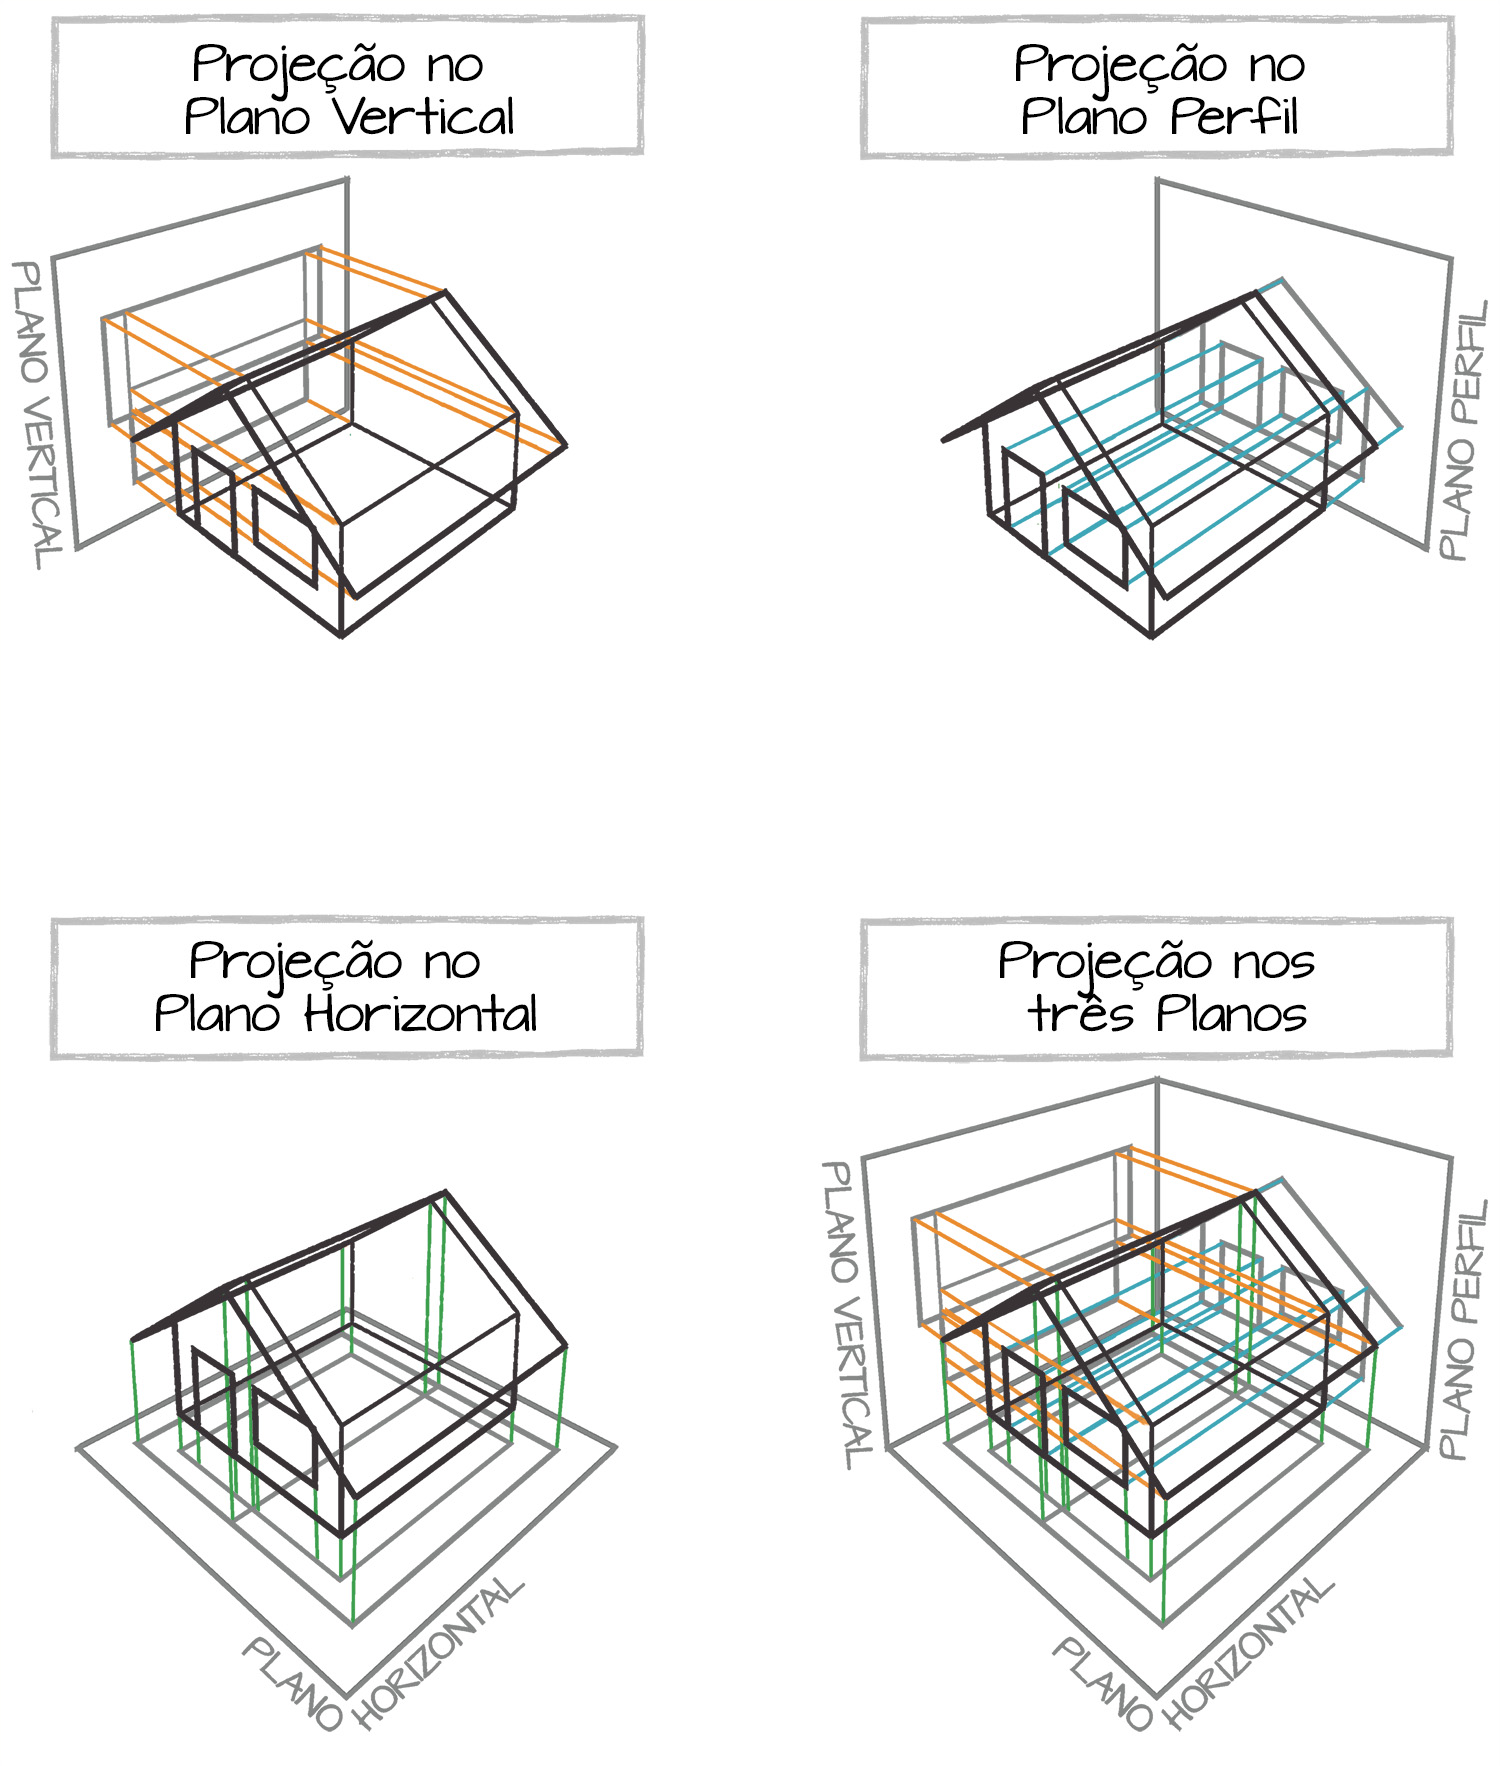 Projeção no
Plano Vertical
Projeção no
Plano Perfil
PLANO VERTICAL
PLANO PERFIL
Projeção no
Plano Horizontal
Projeção nos
três Planos
PLANO VERTICAL
PLANO PERFIL
PLANO HORIZONTAL
PLANO HORIZONTAL